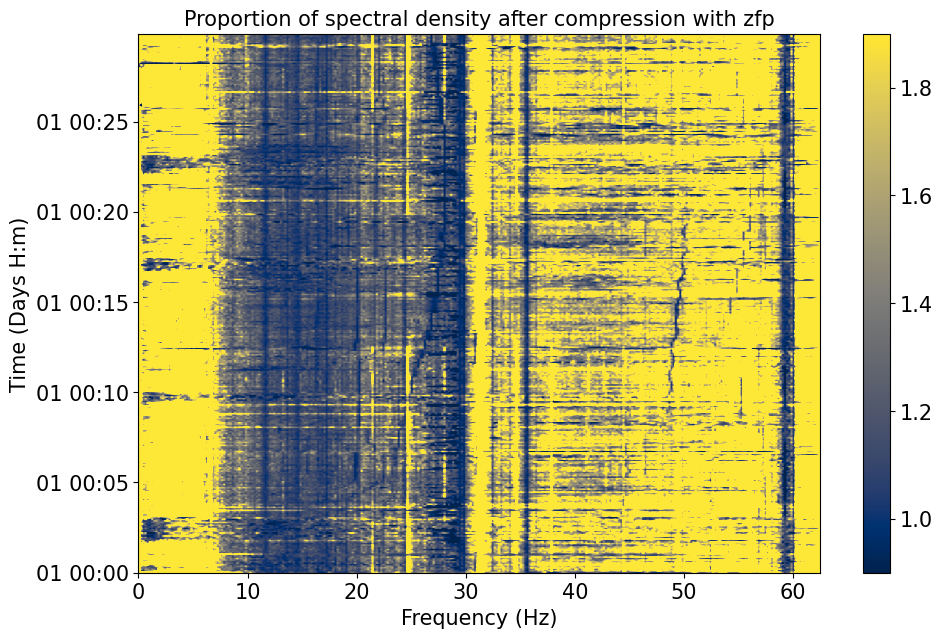 Proportion of spectral density after compression with zfp
Time (Days H:m)
01 00:25
01 00:20
01 00:15
01 00:10
01 00:05
01 00:00
0 10 20 30 40 50 60
Frequency (Hz)
1.8
1.6
1.4
1.2
1.0